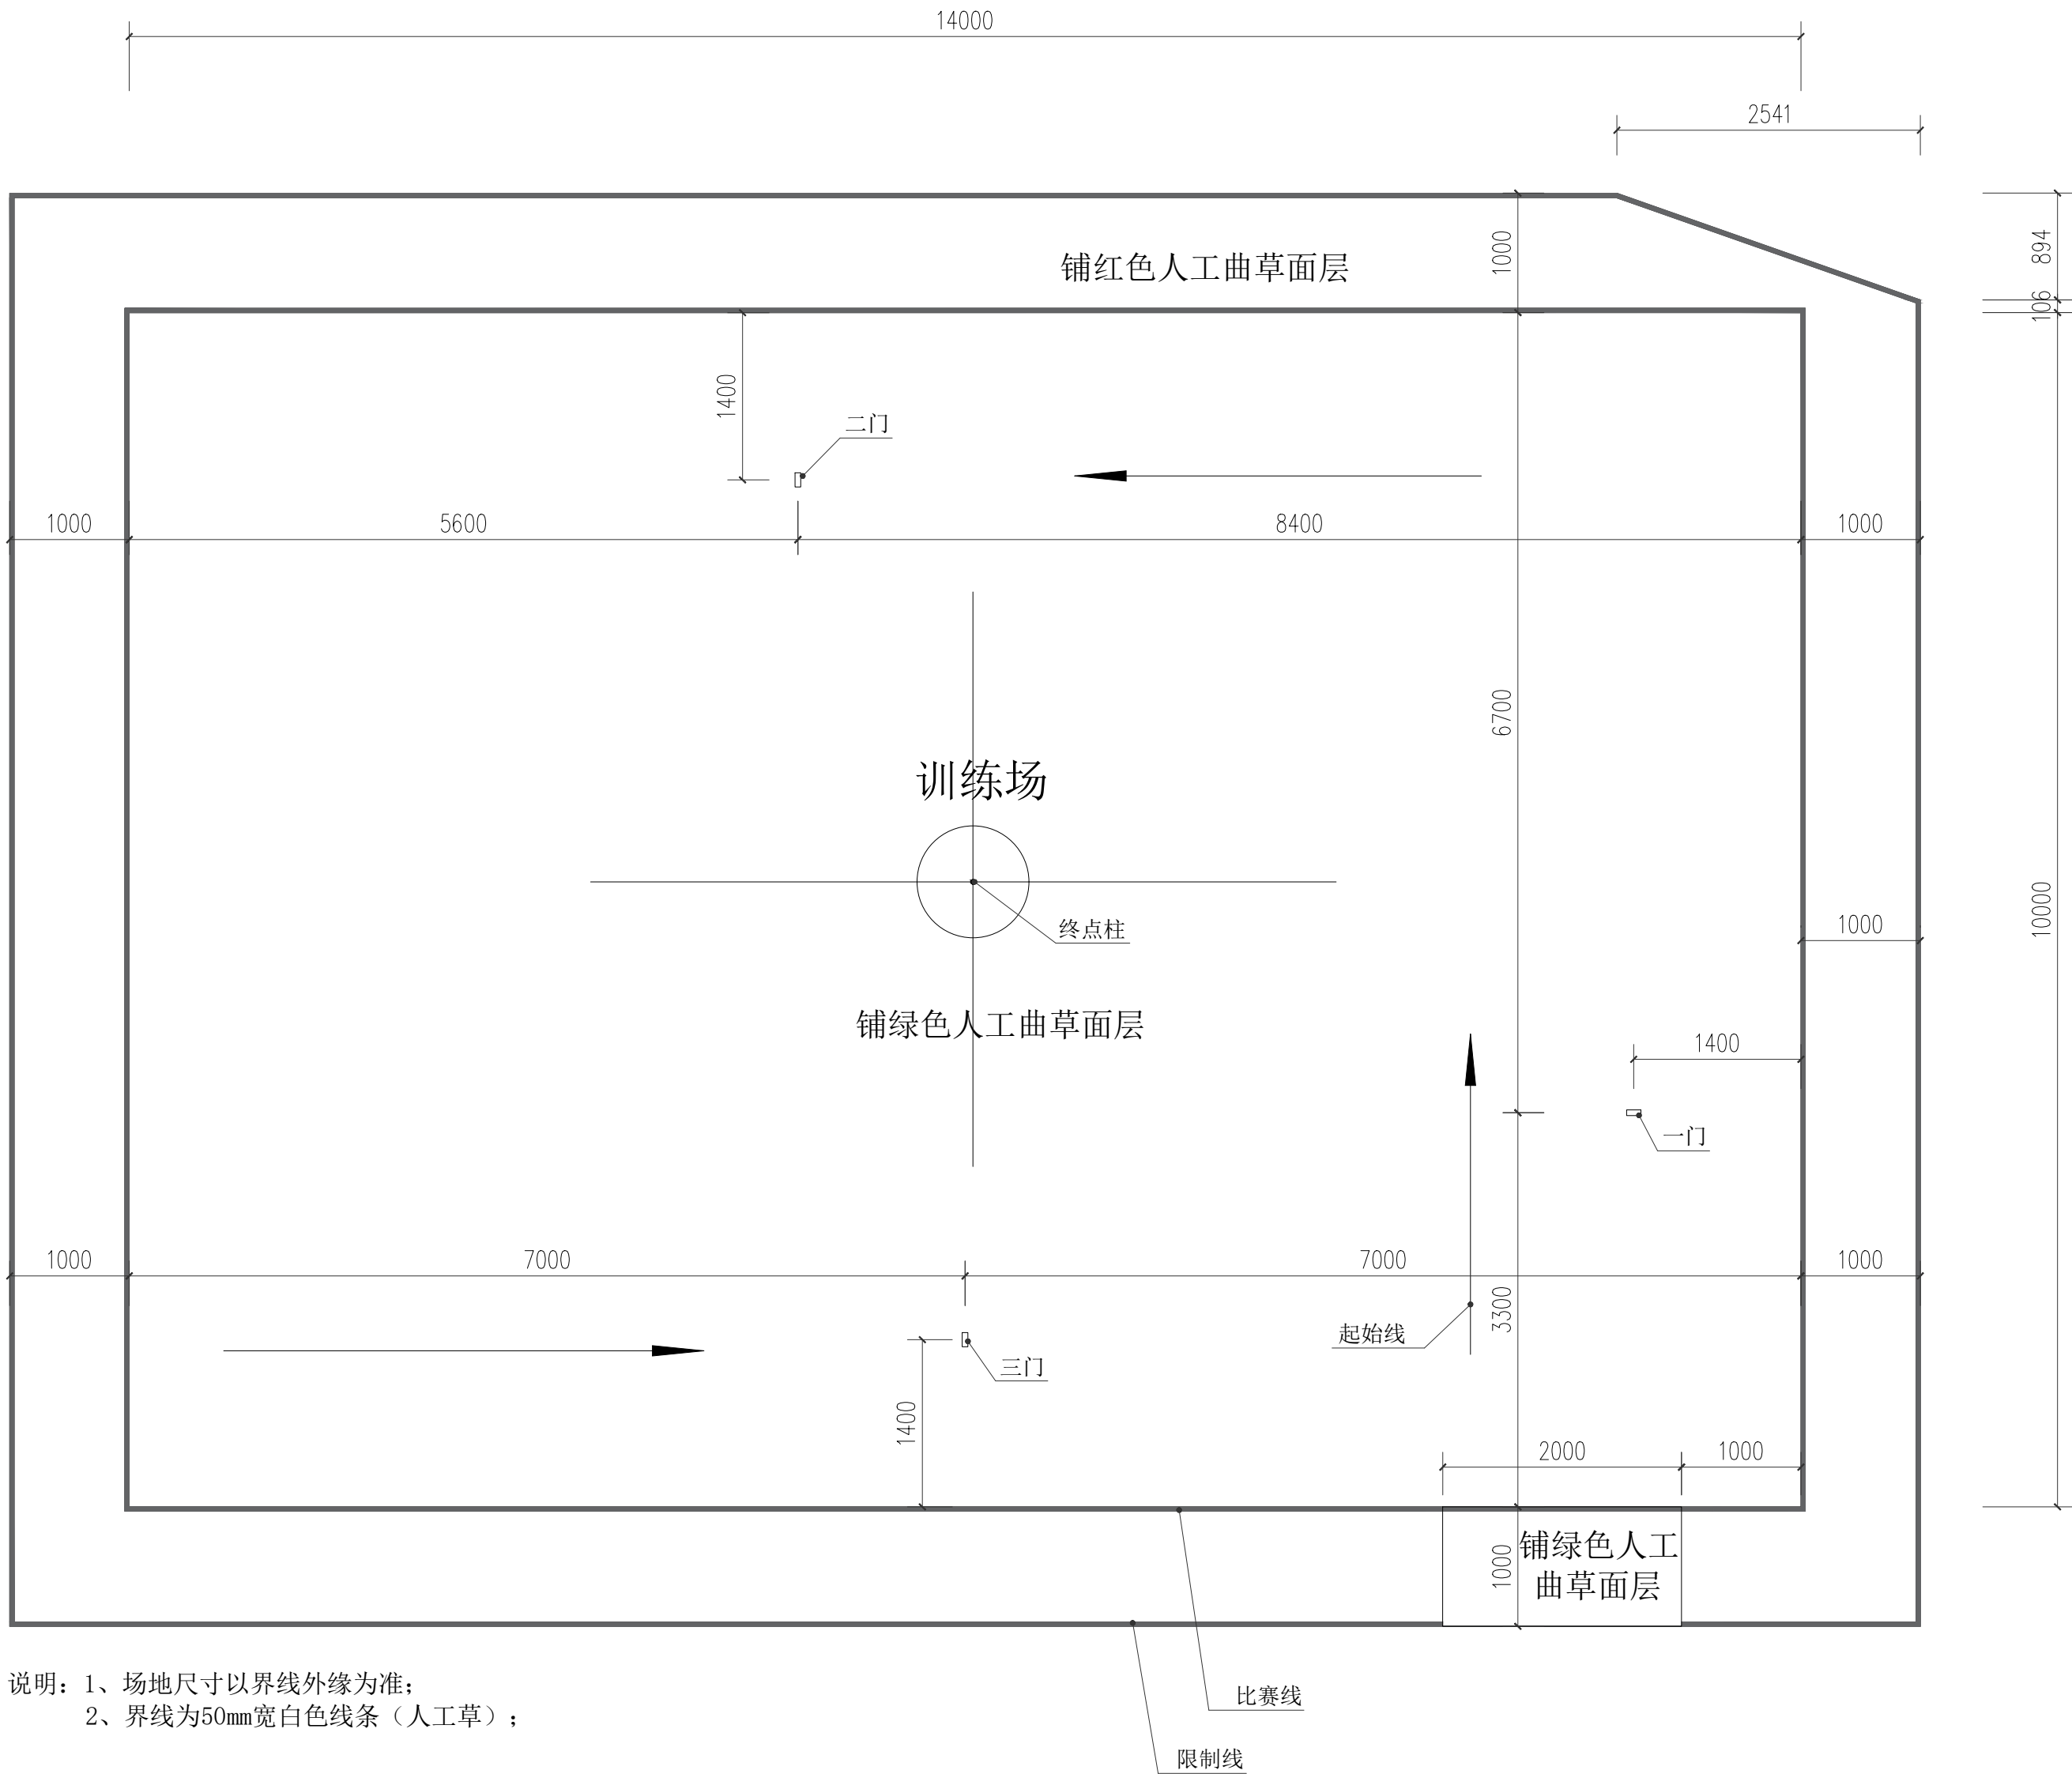 14000
2541
894
106
1000
铺红色人工曲草面层
1400
二门
1000
5600
8400
1000
6700
训练场
10000
终点柱
1000
铺绿色人工曲草面层
1400
一门
1000
7000
7000
1000
3300
起始线
三门
1400
2000
1000
铺绿色人工
曲草面层
1000
说明：1、场地尺寸以界线外缘为准；
2、界线为50mm宽白色线条（人工草）；
比赛线
限制线